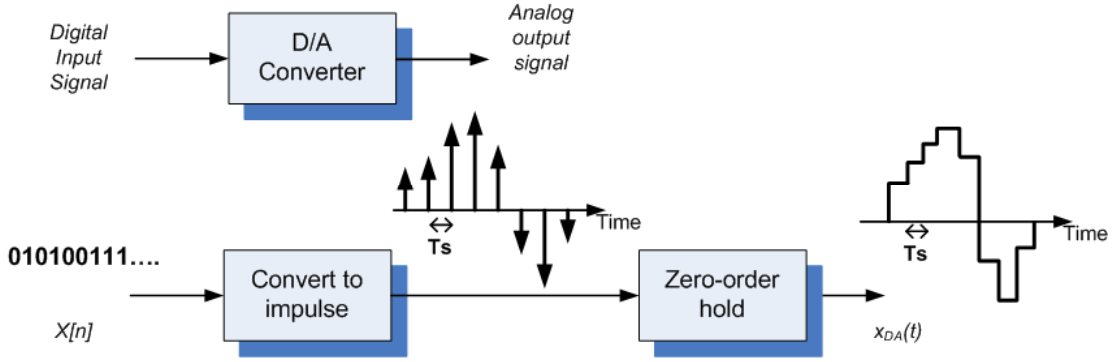 Digital
Input
Signal
D/A
Converter
Analog
output
signal
Time
Ts
Time
Ts
010100111....
X[n]
Convert to
impulse
Zero-order
hold
xDA(t)